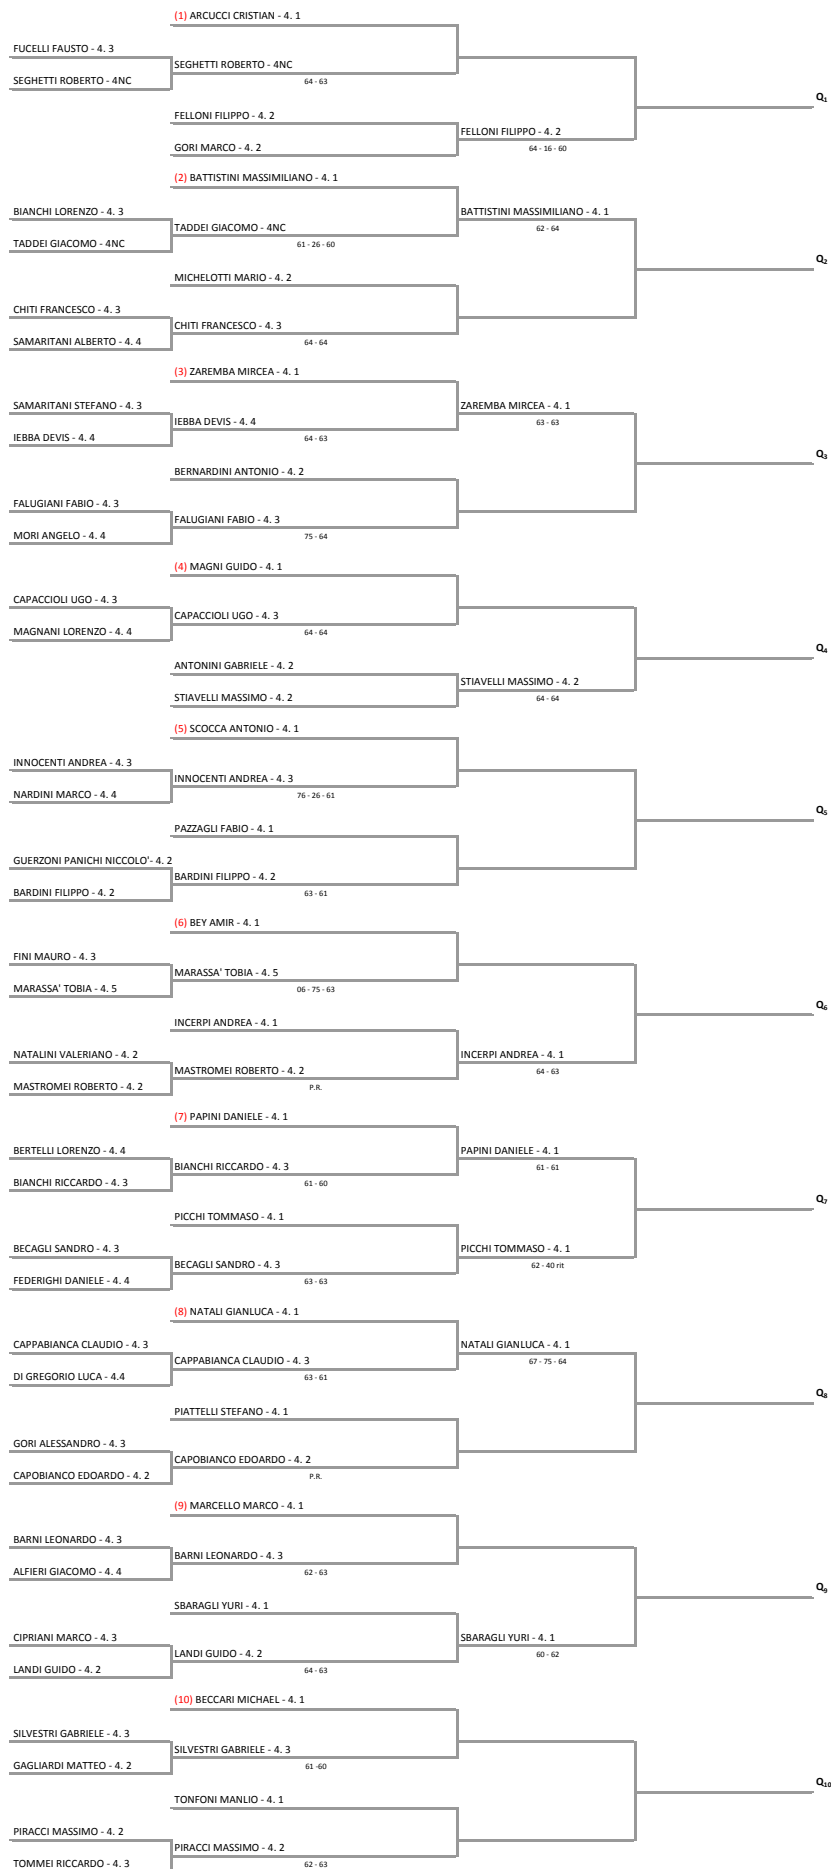 (1) ARCUCCI CRISTIAN - 4. 1
FUCELLI FAUSTO - 4. 3
SEGHETTI ROBERTO - 4NC
SEGHETTI ROBERTO - 4NC
64 - 63
Q1
FELLONI FILIPPO - 4. 2
FELLONI FILIPPO - 4. 2
GORI MARCO - 4. 2
64 - 16 - 60
(2) BATTISTINI MASSIMILIANO - 4. 1
BIANCHI LORENZO - 4. 3
BATTISTINI MASSIMILIANO - 4. 1
TADDEI GIACOMO - 4NC
62 - 64
TADDEI GIACOMO - 4NC
61 - 26 - 60
Q2
MICHELOTTI MARIO - 4. 2
CHITI FRANCESCO - 4. 3
CHITI FRANCESCO - 4. 3
SAMARITANI ALBERTO - 4. 4
64 - 64
(3) ZAREMBA MIRCEA - 4. 1
SAMARITANI STEFANO - 4. 3
ZAREMBA MIRCEA - 4. 1
IEBBA DEVIS - 4. 4
63 - 63
IEBBA DEVIS - 4. 4
64 - 63
Q3
BERNARDINI ANTONIO - 4. 2
FALUGIANI FABIO - 4. 3
FALUGIANI FABIO - 4. 3
MORI ANGELO - 4. 4
75 - 64
(4) MAGNI GUIDO - 4. 1
CAPACCIOLI UGO - 4. 3
CAPACCIOLI UGO - 4. 3
MAGNANI LORENZO - 4. 4
64 - 64
Q4
ANTONINI GABRIELE - 4. 2
STIAVELLI MASSIMO - 4. 2
STIAVELLI MASSIMO - 4. 2
64 - 64
(5) SCOCCA ANTONIO - 4. 1
INNOCENTI ANDREA - 4. 3
INNOCENTI ANDREA - 4. 3
NARDINI MARCO - 4. 4
76 - 26 - 61
Q5
PAZZAGLI FABIO - 4. 1
GUERZONI PANICHI NICCOLO'- 4. 2
BARDINI FILIPPO - 4. 2
BARDINI FILIPPO - 4. 2
63 - 61
(6) BEY AMIR - 4. 1
FINI MAURO - 4. 3
MARASSA' TOBIA - 4. 5
MARASSA' TOBIA - 4. 5
06 - 75 - 63
Q6
INCERPI ANDREA - 4. 1
NATALINI VALERIANO - 4. 2
INCERPI ANDREA - 4. 1
MASTROMEI ROBERTO - 4. 2
64 - 63
MASTROMEI ROBERTO - 4. 2
P.R.
(7) PAPINI DANIELE - 4. 1
BERTELLI LORENZO - 4. 4
PAPINI DANIELE - 4. 1
BIANCHI RICCARDO - 4. 3
61 - 61
BIANCHI RICCARDO - 4. 3
61 - 60
Q7
PICCHI TOMMASO - 4. 1
BECAGLI SANDRO - 4. 3
PICCHI TOMMASO - 4. 1
BECAGLI SANDRO - 4. 3
62 - 40 rit
FEDERIGHI DANIELE - 4. 4
63 - 63
(8) NATALI GIANLUCA - 4. 1
CAPPABIANCA CLAUDIO - 4. 3
NATALI GIANLUCA - 4. 1
CAPPABIANCA CLAUDIO - 4. 3
67 - 75 - 64
DI GREGORIO LUCA - 4.4
63 - 61
Q8
PIATTELLI STEFANO - 4. 1
GORI ALESSANDRO - 4. 3
CAPOBIANCO EDOARDO - 4. 2
CAPOBIANCO EDOARDO - 4. 2
P.R.
(9) MARCELLO MARCO - 4. 1
BARNI LEONARDO - 4. 3
BARNI LEONARDO - 4. 3
ALFIERI GIACOMO - 4. 4
62 - 63
Q9
SBARAGLI YURI - 4. 1
CIPRIANI MARCO - 4. 3
SBARAGLI YURI - 4. 1
LANDI GUIDO - 4. 2
60 - 62
LANDI GUIDO - 4. 2
64 - 63
(10) BECCARI MICHAEL - 4. 1
SILVESTRI GABRIELE - 4. 3
SILVESTRI GABRIELE - 4. 3
GAGLIARDI MATTEO - 4. 2
61 -60
Q10
TONFONI MANLIO - 4. 1
PIRACCI MASSIMO - 4. 2
PIRACCI MASSIMO - 4. 2
TOMMEI RICCARDO - 4. 3
62 - 63